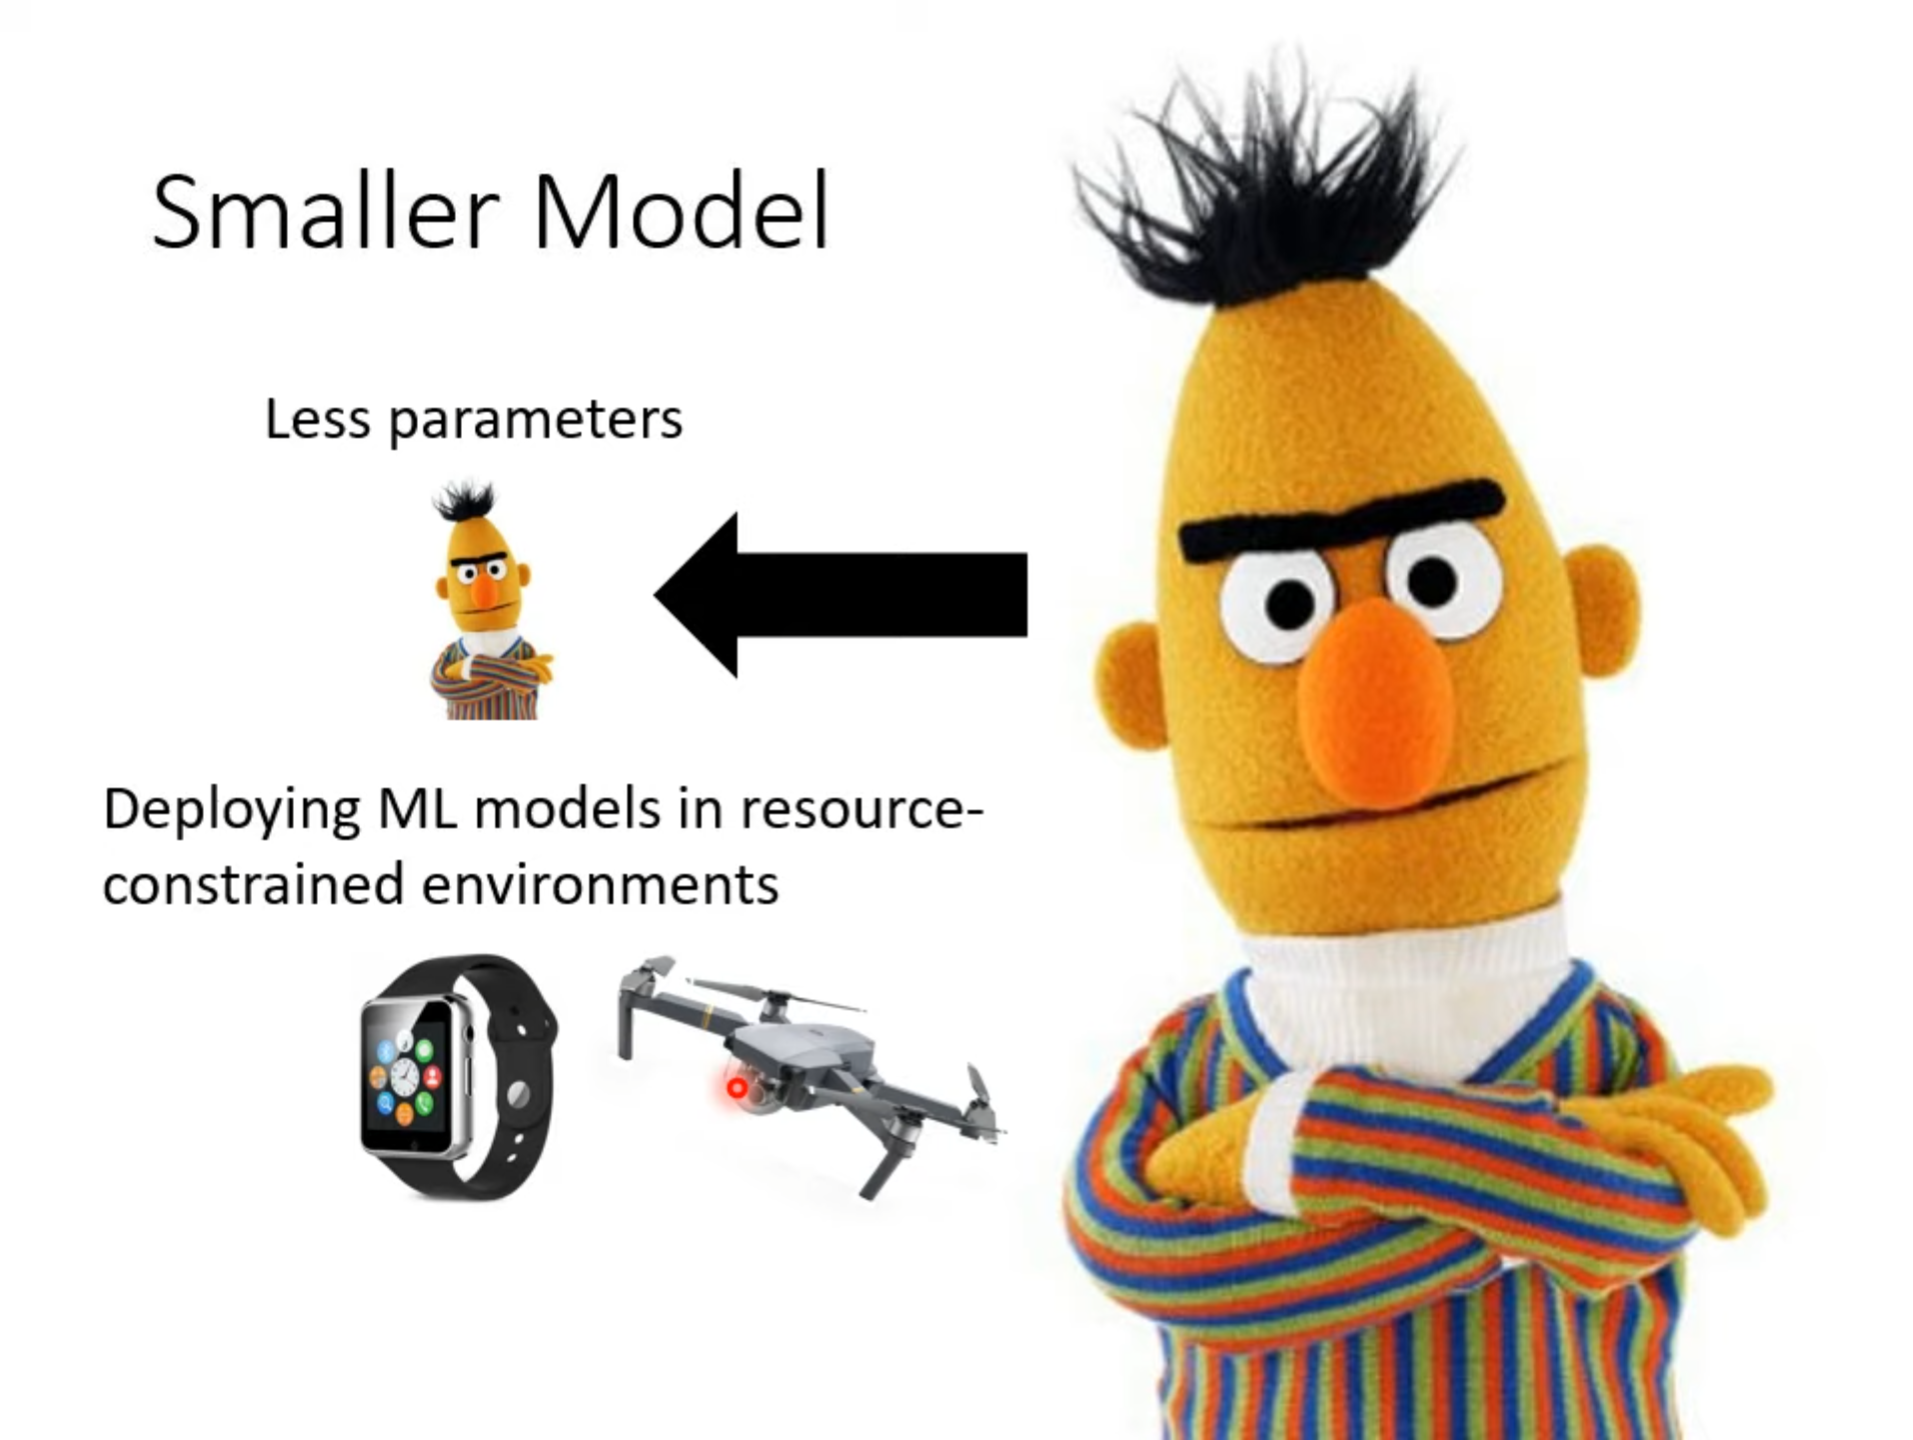 Smaller Model
Less parameters
Deploying ML models in resource-
constrained environments